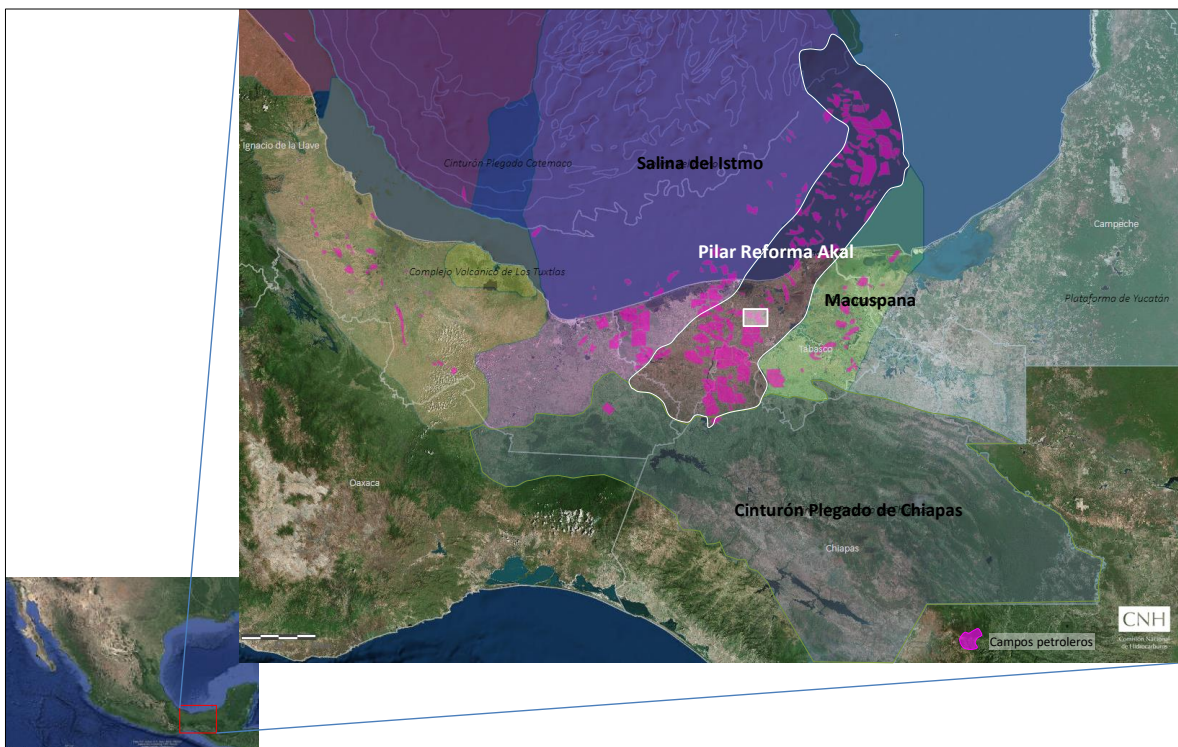 Ignacio de la Llave
Cinturón Plegado Catemaco
Salina del Istmo
Campeche
Pilar Reforma Akal
Complejo Volcánico de Los Tuxtlas
Macuspana
Plataforma de Yucatán
Tabasco
Oaxaca
Cinturón Plegado de Chiapas
Chiapas
CNH
Comisión Nacional
de Hidrocarburos
Campos petroleros